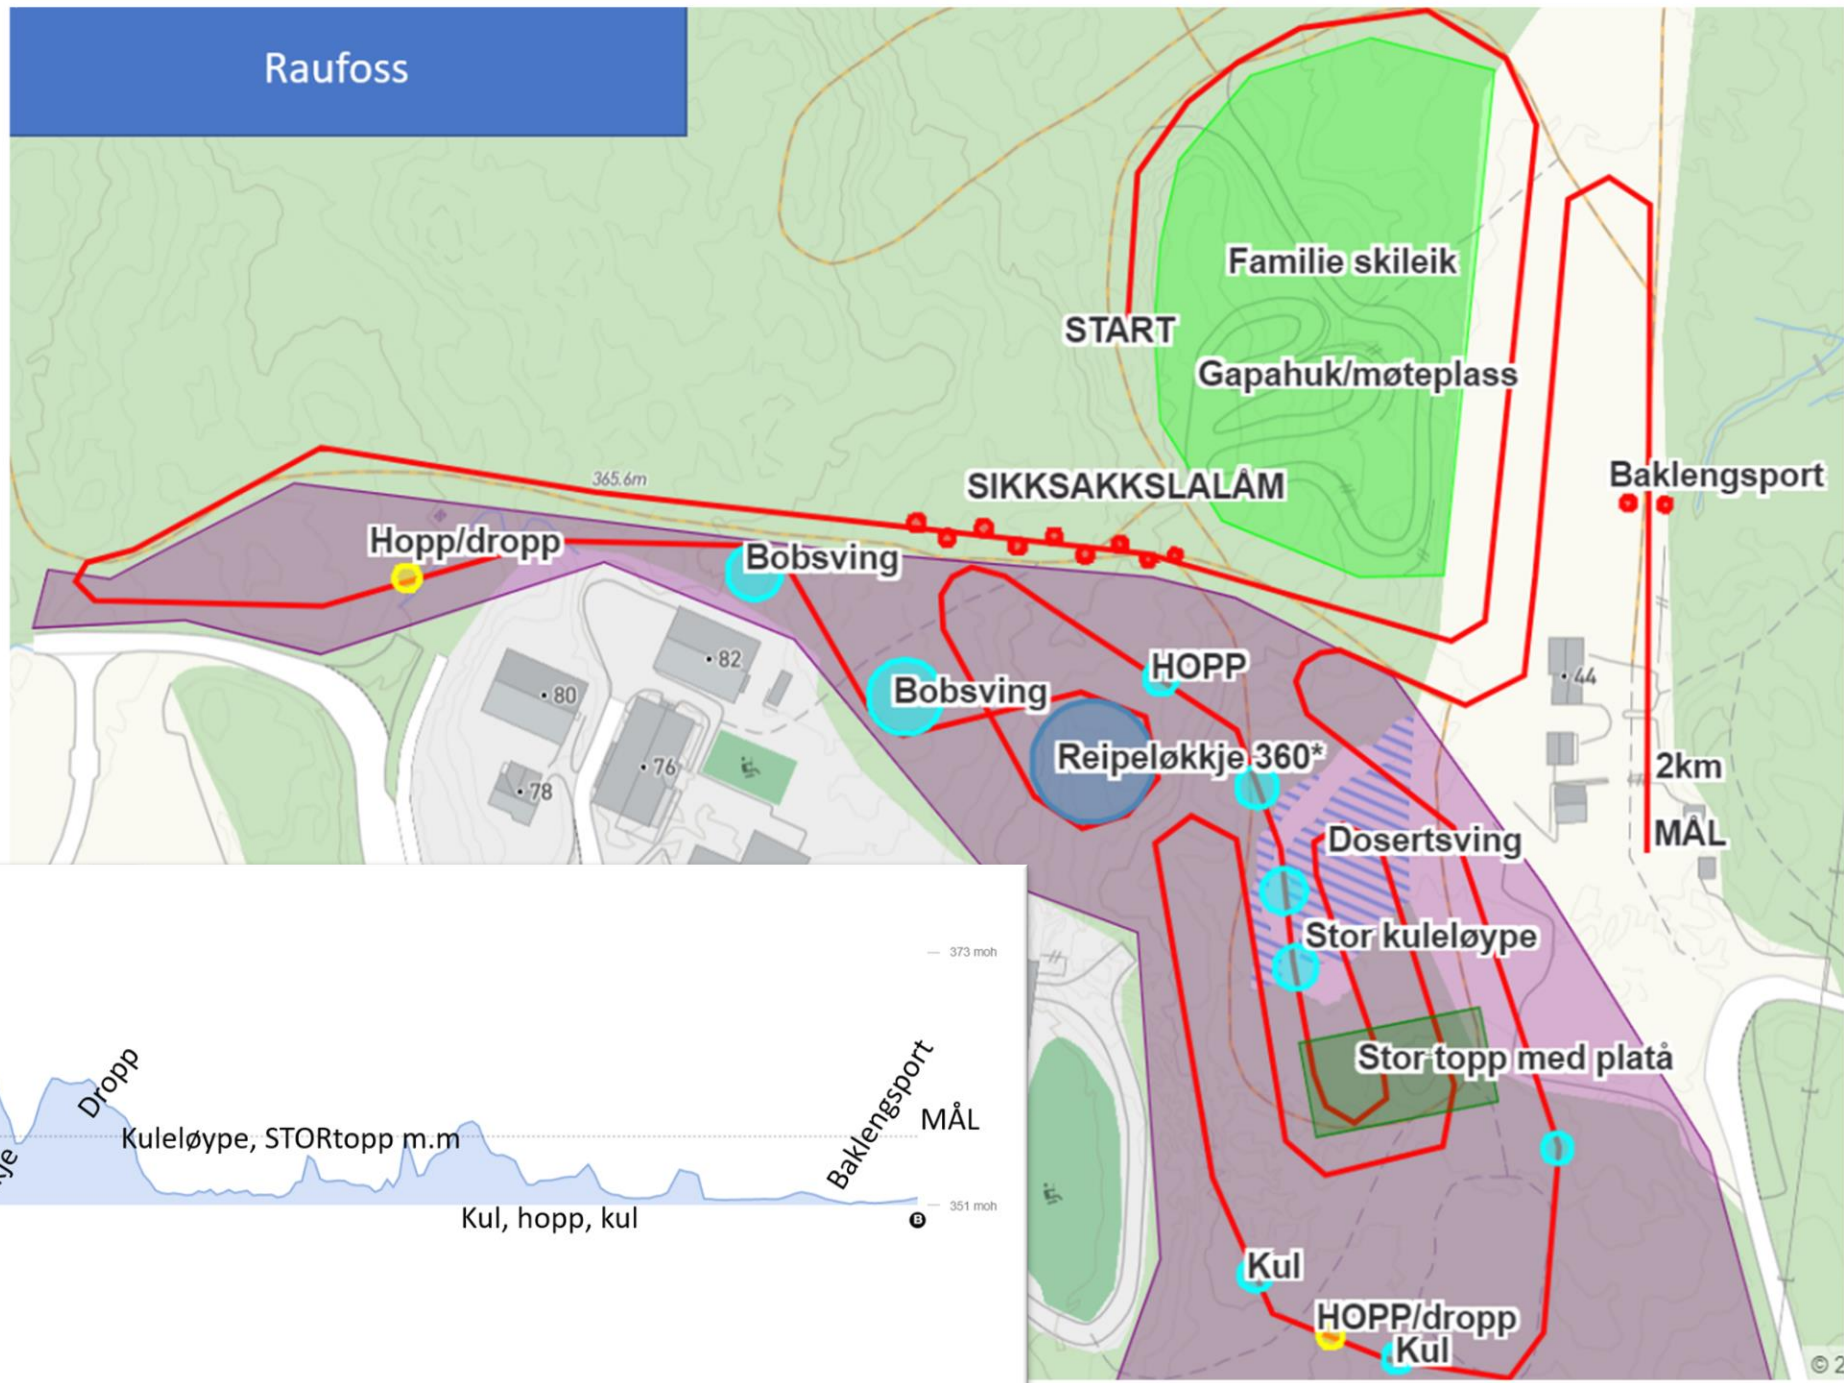 Raufoss
Familie skileik
START
Gapahuk/møteplass
Baklengsport
365.6m
SIKKSAKKSLALÅM
Hopp/dropp
Bobsving
82
80
HOPP
44
Bobsving
76
78
Reipeløkkje 360*
2km
MÅL
Dosertsving
Stor kuleløype
Stor topp med platå
Kul
HOPP/dropp
Kul
© 2
373 moh
Dropp
Kuleløype, STORtopp m.m
Baklengsport
MÅL
351 moh
Kul, hopp, kul
B